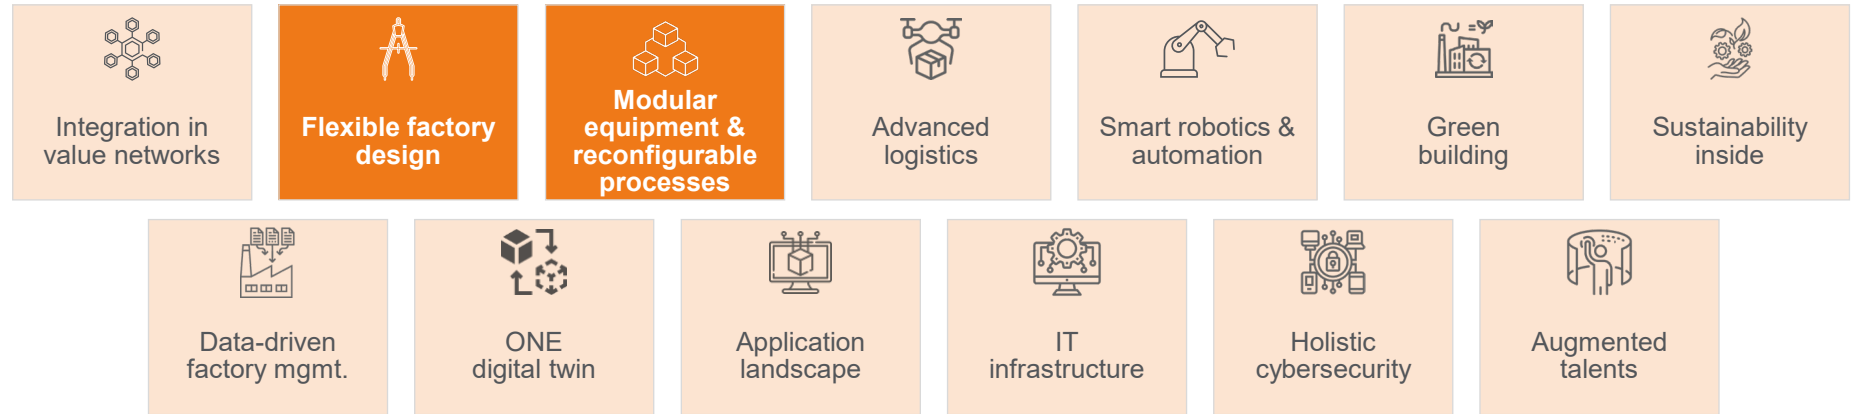 Integration in
value networks
Flexible factory
design
Modular
equipment &
reconfigurable
processes
Advanced
logistics
Smart robotics &
automation
Green
building
Sustainability
inside
Data-driven
factory mgmt.
ONE
digital twin
Application
landscape
IT
infrastructure
Holistic
cybersecurity
Augmented
talents